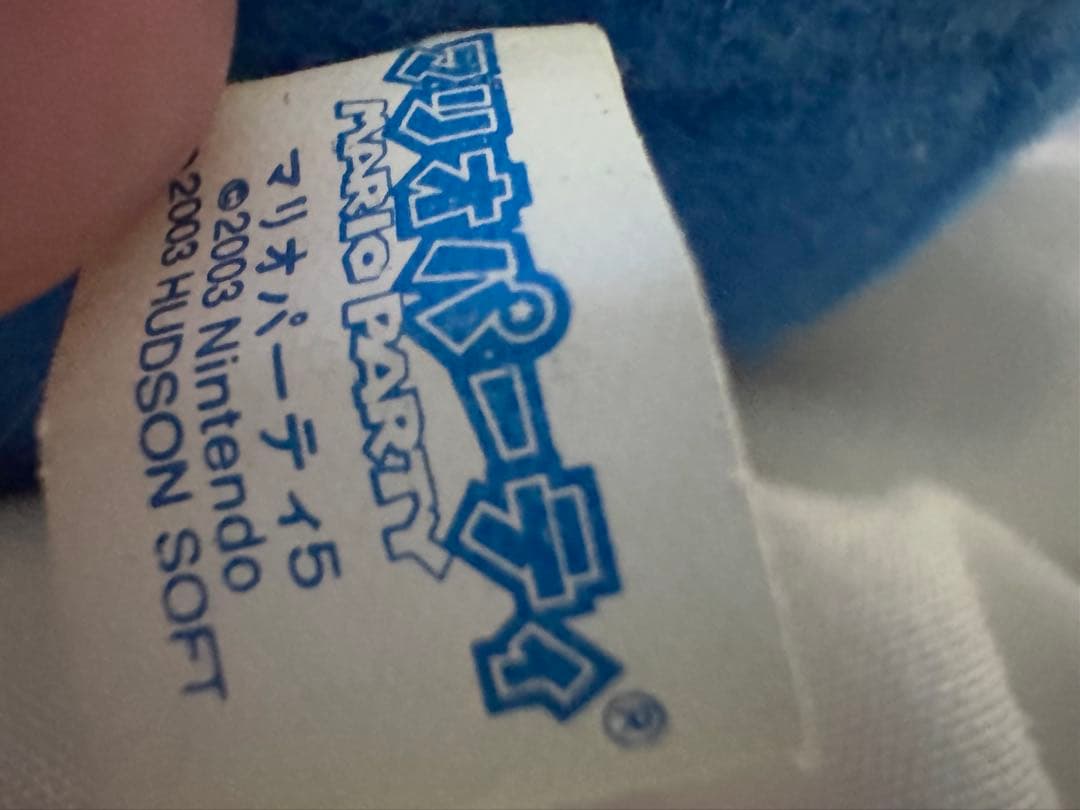 マリオパーティ®
MARIO PARTY
マリオパーティ5
©2003 Nintendo
2003 HUDSON SOFT